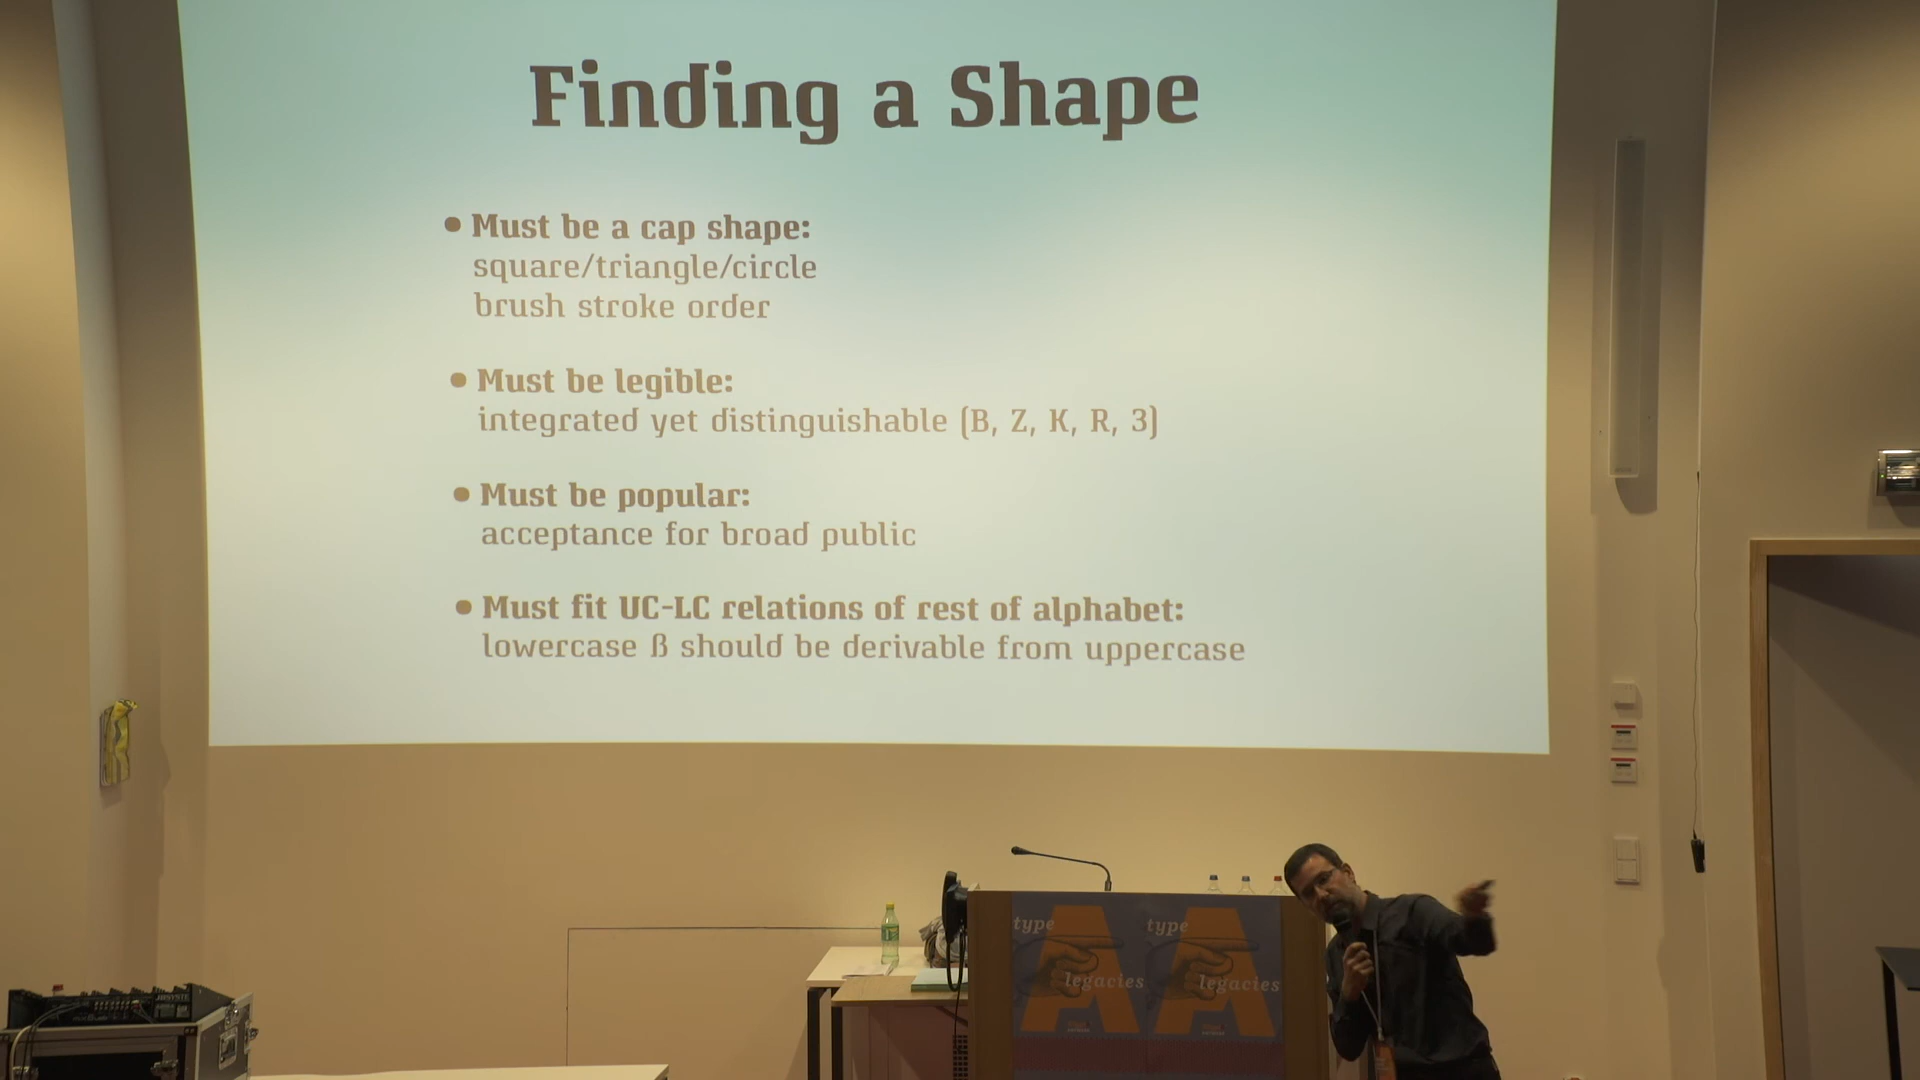 Finding a Shape
• Must be a cap shape:
square/triangle/circle
brush stroke order
• Must be legible:
integrated yet distinguishable (B, Z, K, R, 3)
• Must be popular:
acceptance for broad public
• Must fit UC-LC relations of rest of alphabet:
lowercase ß should be derivable from uppercase
type
legacies
type
legacies